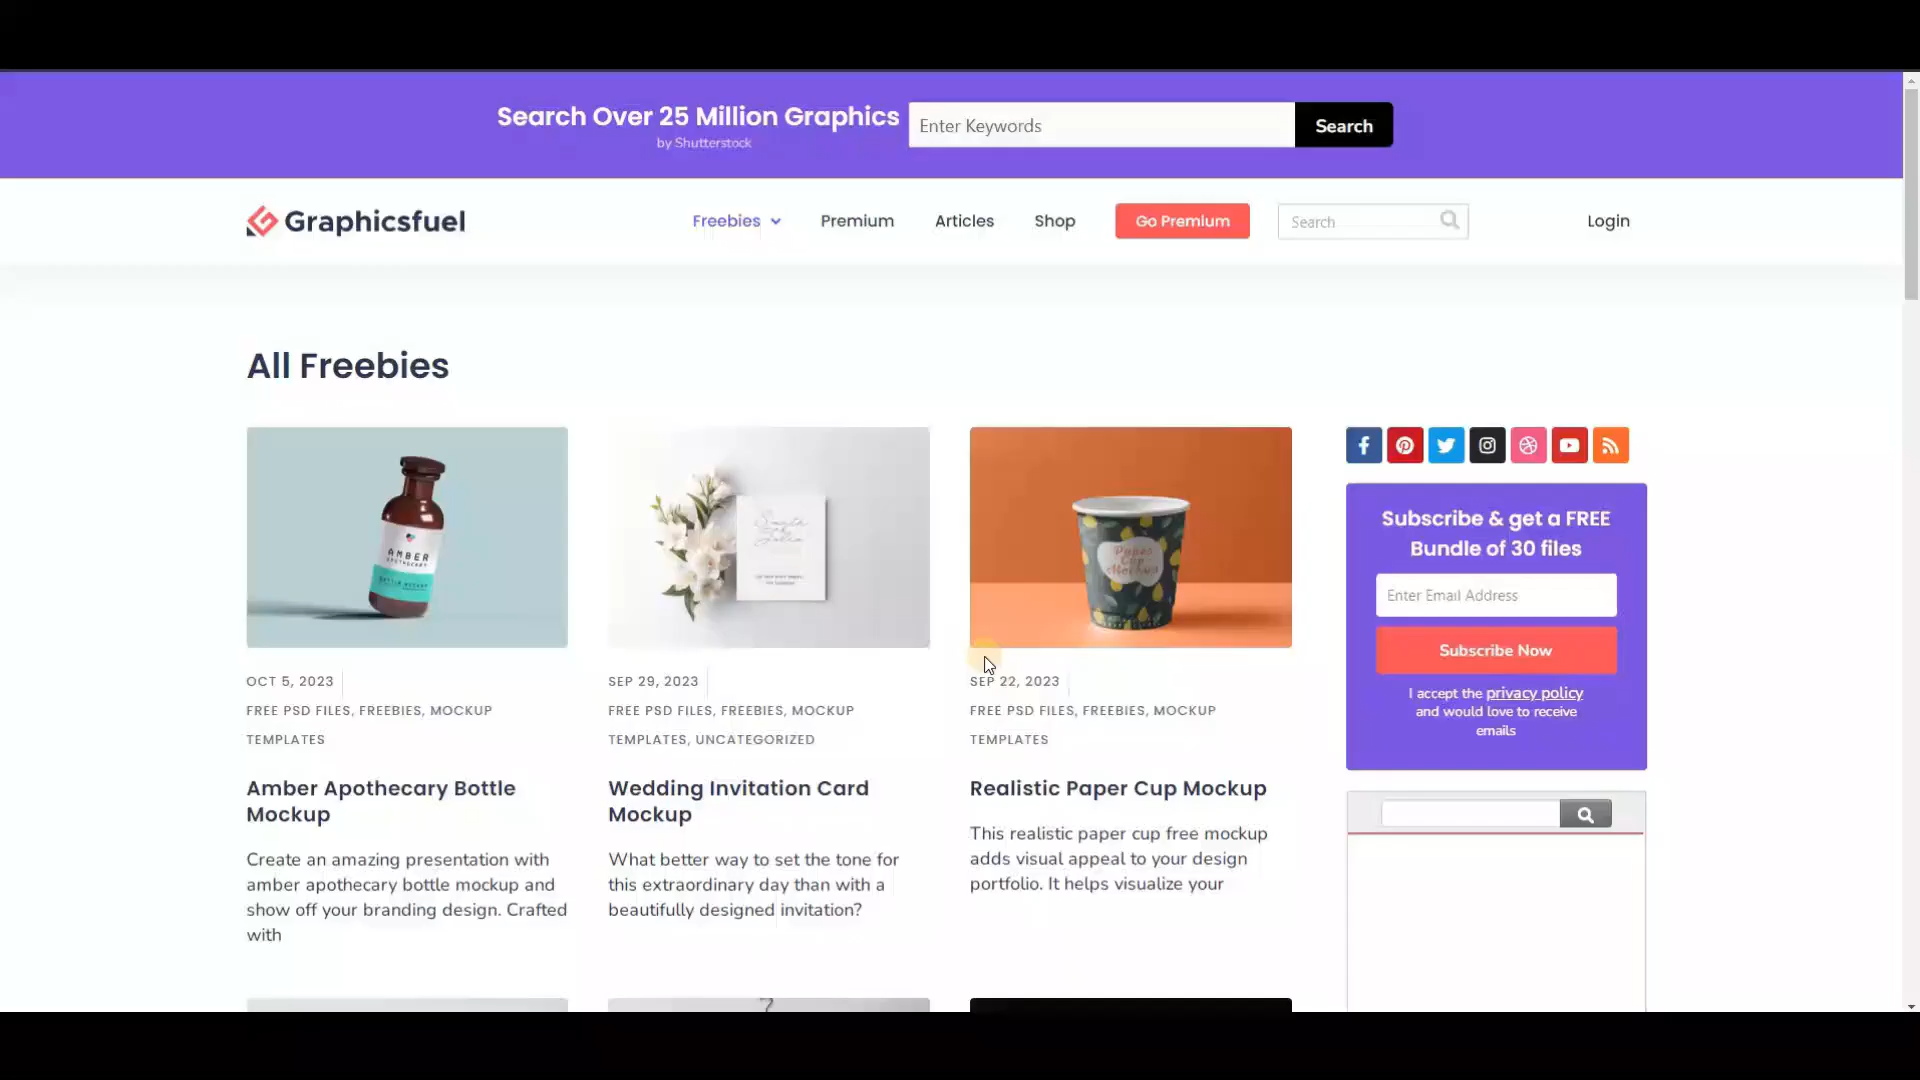 Search Over 25 Million Graphics
by Shutterstock
Enter Keywords
Search
Graphicsfuel
Freebies
Premium
Articles
Shop
Go Premium
Search
Login
All Freebies
AMBER
APOTHECARY
BOTTLE MOCKUP
Paper
Cup
Mockup
OCT 5, 2023
FREE PSD FILES, FREEBIES, MOCKUP
TEMPLATES
Amber Apothecary Bottle
Mockup
Create an amazing presentation with
amber apothecary bottle mockup and
show off your branding design. Crafted
with
SEP 29, 2023
FREE PSD FILES, FREEBIES, MOCKUP
TEMPLATES, UNCATEGORIZED
Wedding Invitation Card
Mockup
What better way to set the tone for
this extraordinary day than with a
beautifully designed invitation?
SEP 22, 2023
FREE PSD FILES, FREEBIES, MOCKUP
TEMPLATES
Realistic Paper Cup Mockup
This realistic paper cup free mockup
adds visual appeal to your design
portfolio. It helps visualize your
Subscribe & get a FREE
Bundle of 30 files
Enter Email Address
Subscribe Now
I accept the privacy policy
and would love to receive
emails